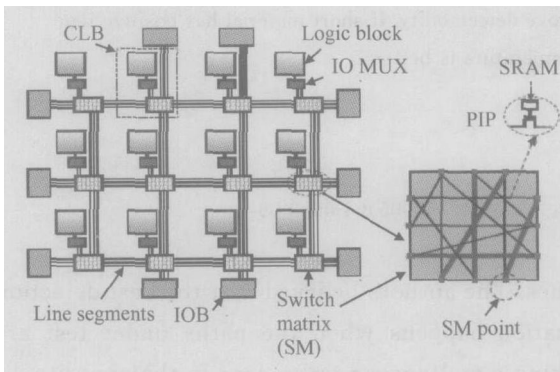 CLB
Logic block
IO MUX
SRAM
PIP
Line segments
IOB
Switch
matrix
(SM)
SM point